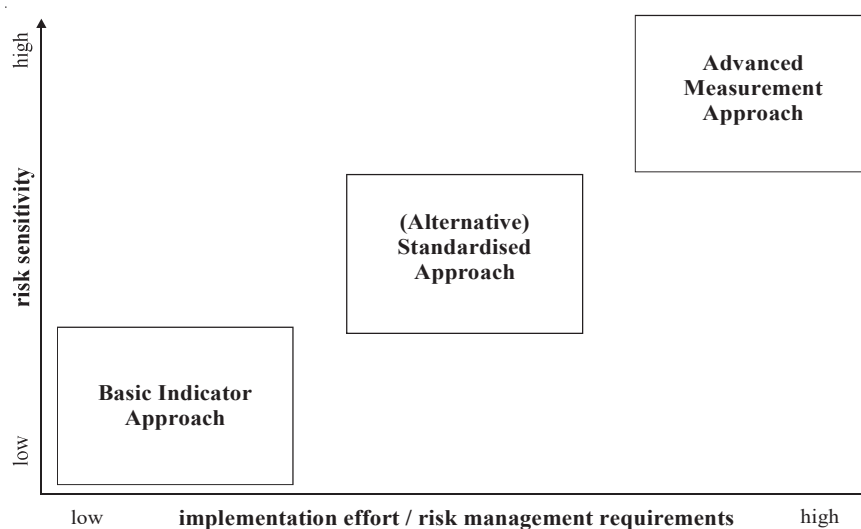 high
Advanced
Measurement
Approach
risk sensitivity
(Alternative)
Standardised
Approach
Basic Indicator
Approach
low
low implementation effort / risk management requirements high